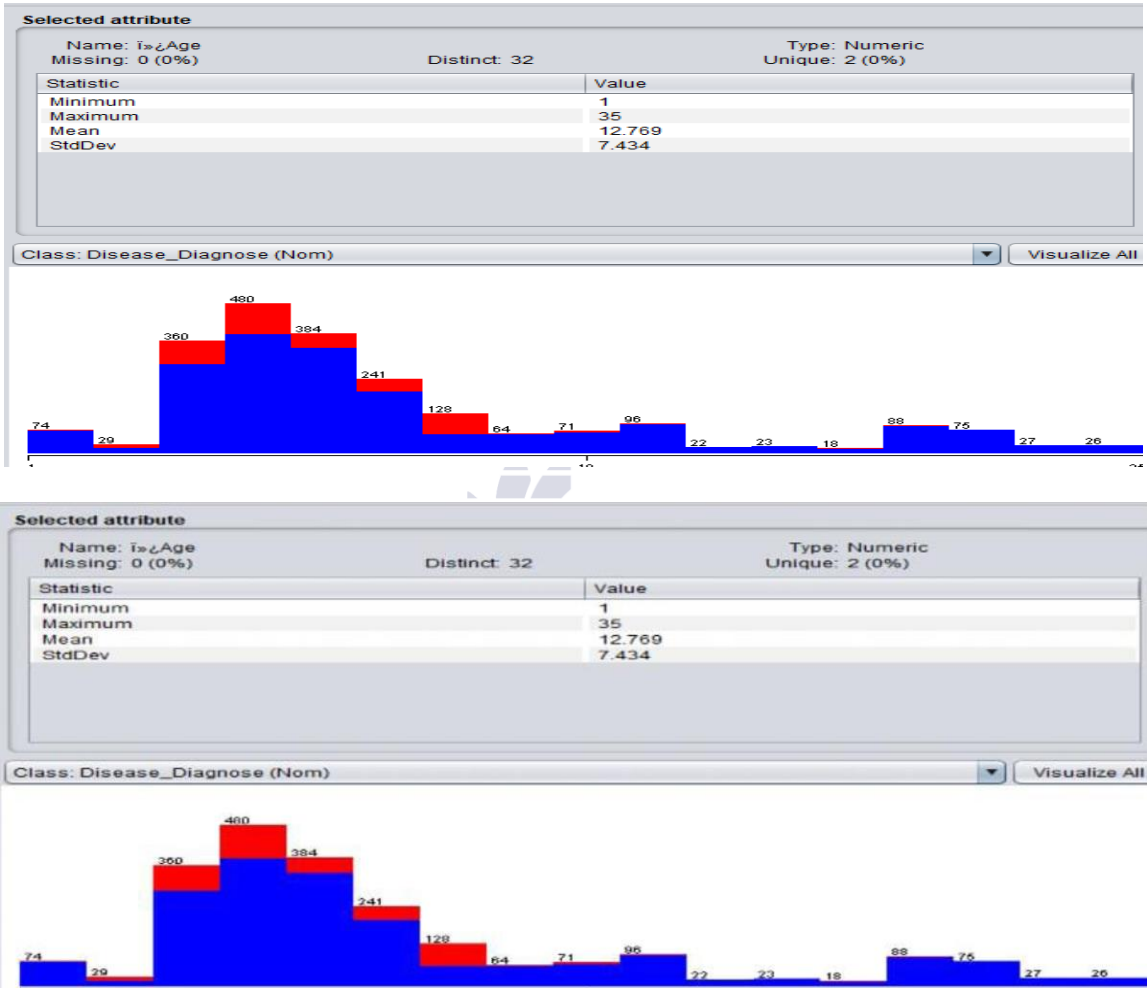 Selected attribute
Name: ï»¿Age Type: Numeric
Missing: 0 (0%) Distinct: 32 Unique: 2 (0%)
Statistic Value
Minimum 1
Maximum 35
Mean 12.769
StdDev 7.434
Class: Disease_Diagnose (Nom) Visualize All
74 29 360 480 384 241 128 64 71 96 22 23 18 88 75 27 26
Selected attribute
Name: ï»¿Age Type: Numeric
Missing: 0 (0%) Distinct: 32 Unique: 2 (0%)
Statistic Value
Minimum 1
Maximum 35
Mean 12.769
StdDev 7.434
Class: Disease_Diagnose (Nom) Visualize All
74 29 360 480 384 241 128 64 71 96 22 23 18 88 75 27 26